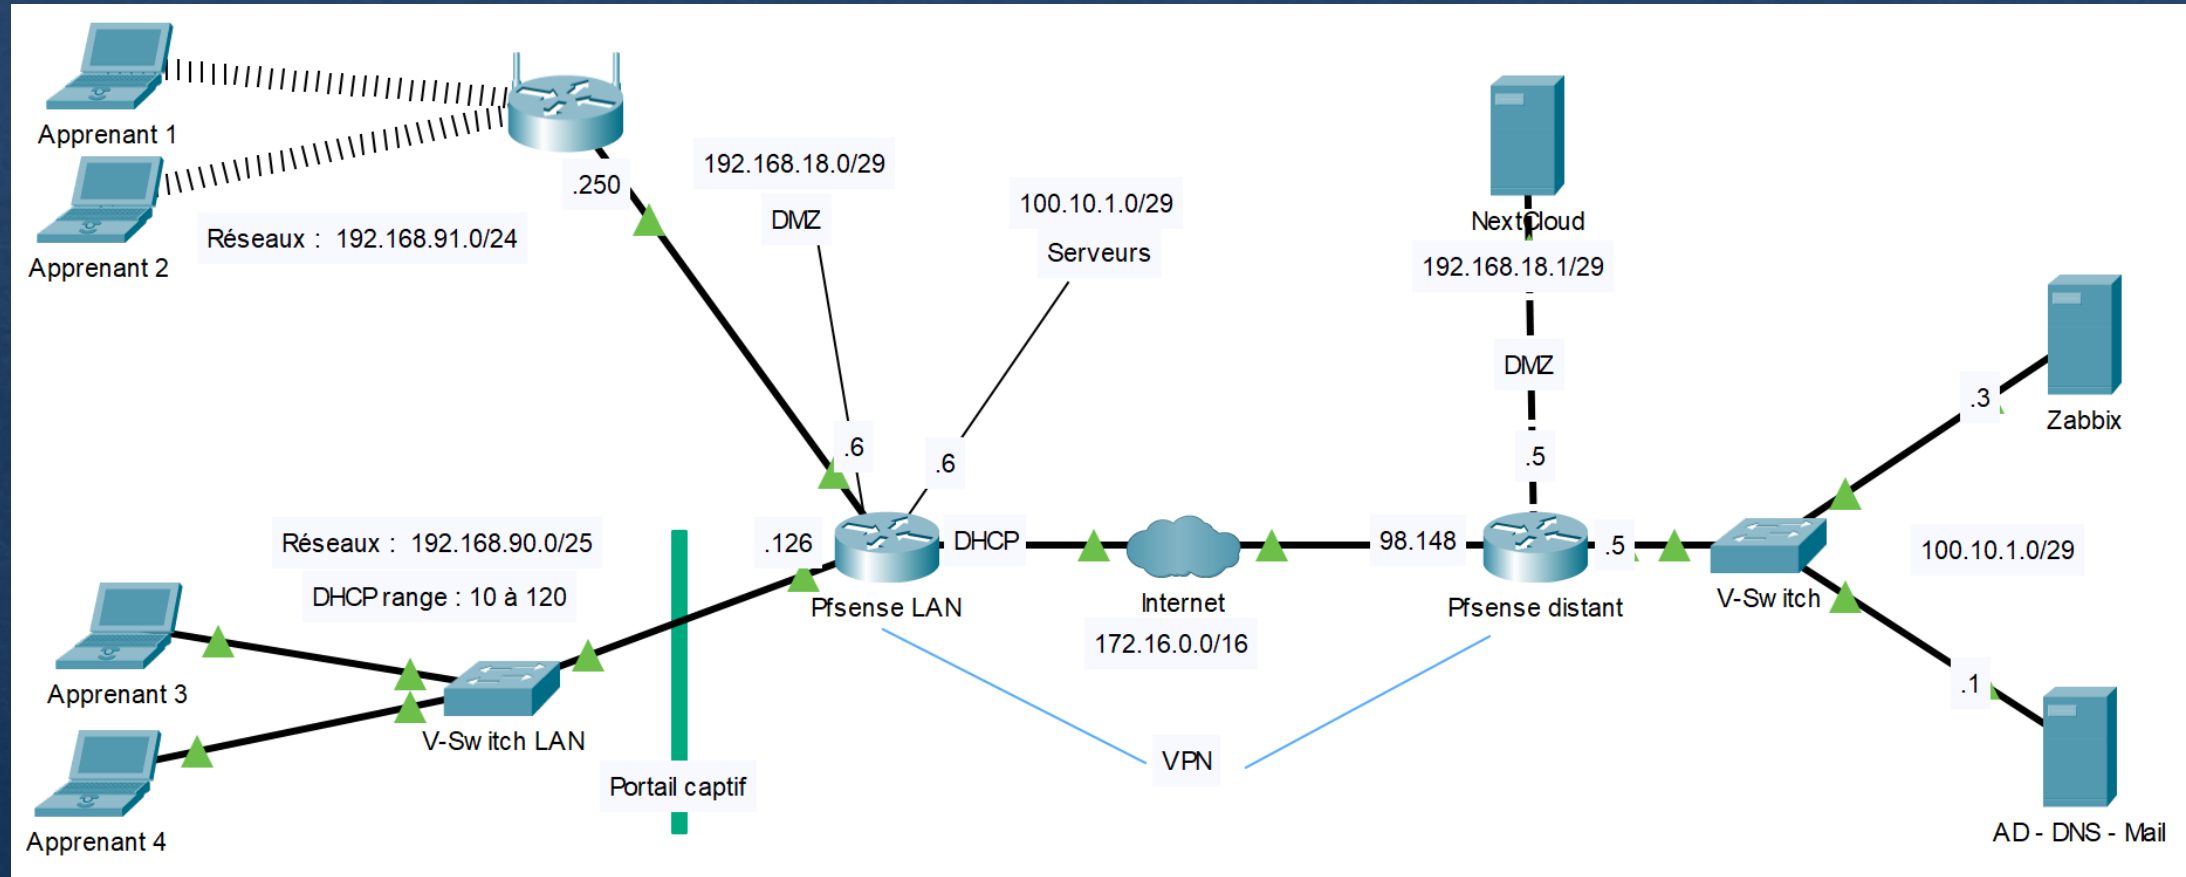 Apprenant 1
Apprenant 2
Réseaux : 192.168.91.0/24
.250
192.168.18.0/29
DMZ
100.10.1.0/29
Serveurs
.6
.6
Réseaux : 192.168.90.0/25
DHCP range : 10 à 120
.126
Pfsense LAN
DHCP
Internet
172.16.0.0/16
98.148
Pfsense distant
.5
DMZ
192.168.18.1/29
NextCloud
.5
V-Switch
.3
Zabbix
100.10.1.0/29
.1
AD - DNS - Mail
Apprenant 3
Apprenant 4
V-Switch LAN
Portail captif
VPN